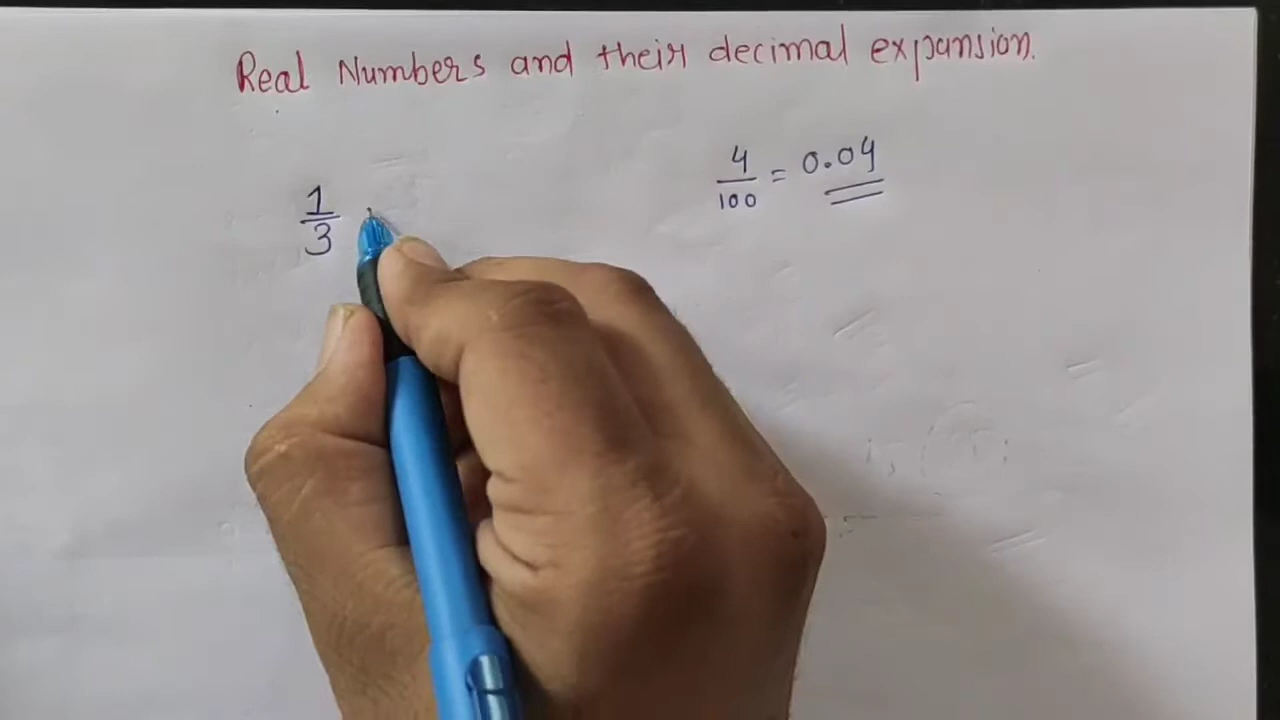 Real Numbers and their decimal expansion.
1/3
4/100 = 0.04